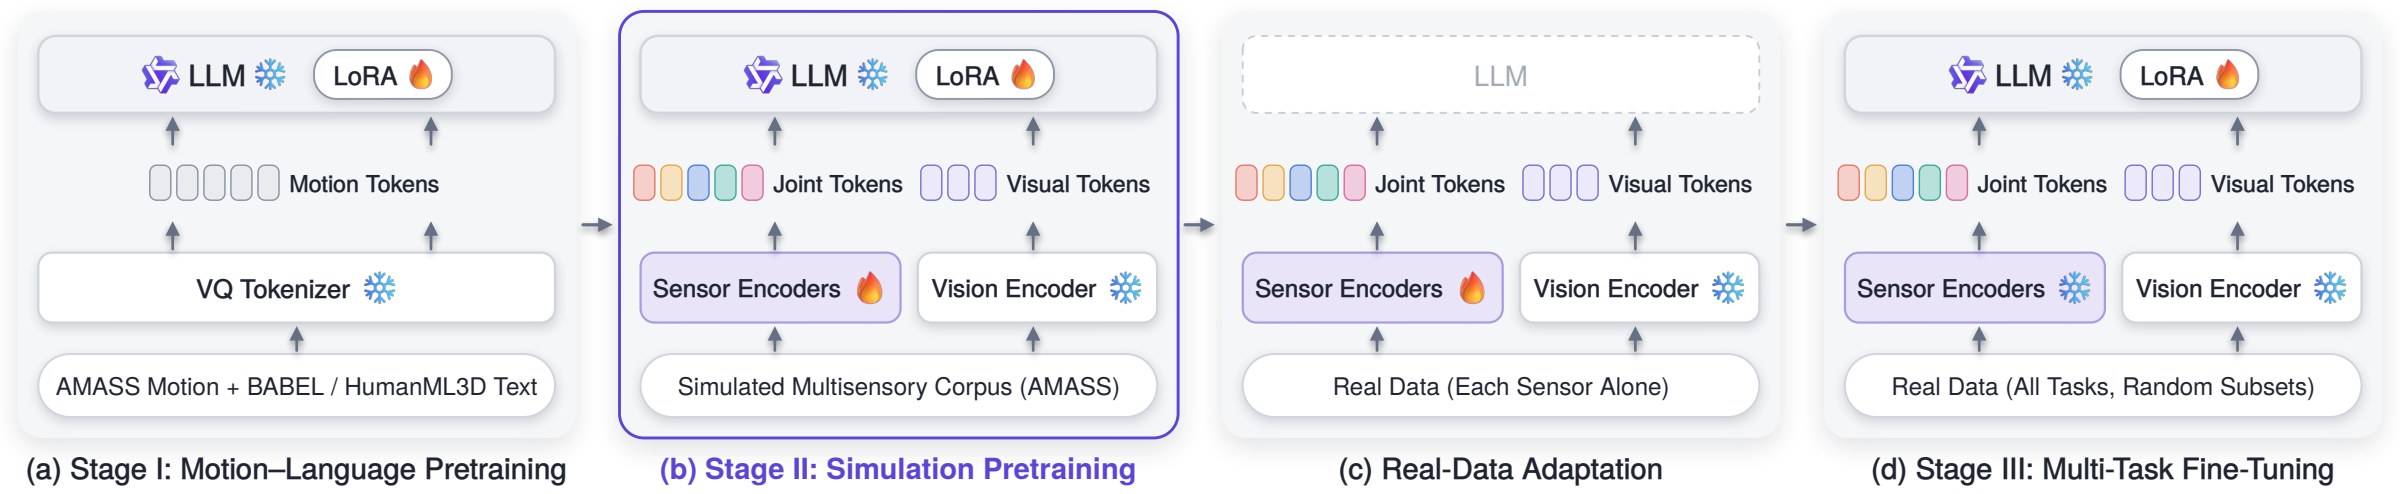 LLM
LoRA
Motion Tokens
VQ Tokenizer
AMASS Motion + BABEL / HumanML3D Text
(a) Stage I: Motion–Language Pretraining
LLM
LoRA
Joint Tokens
Visual Tokens
Sensor Encoders
Vision Encoder
Simulated Multisensory Corpus (AMASS)
(b) Stage II: Simulation Pretraining
LLM
Joint Tokens
Visual Tokens
Sensor Encoders
Vision Encoder
Real Data (Each Sensor Alone)
(c) Real-Data Adaptation
LLM
LoRA
Joint Tokens
Visual Tokens
Sensor Encoders
Vision Encoder
Real Data (All Tasks, Random Subsets)
(d) Stage III: Multi-Task Fine-Tuning